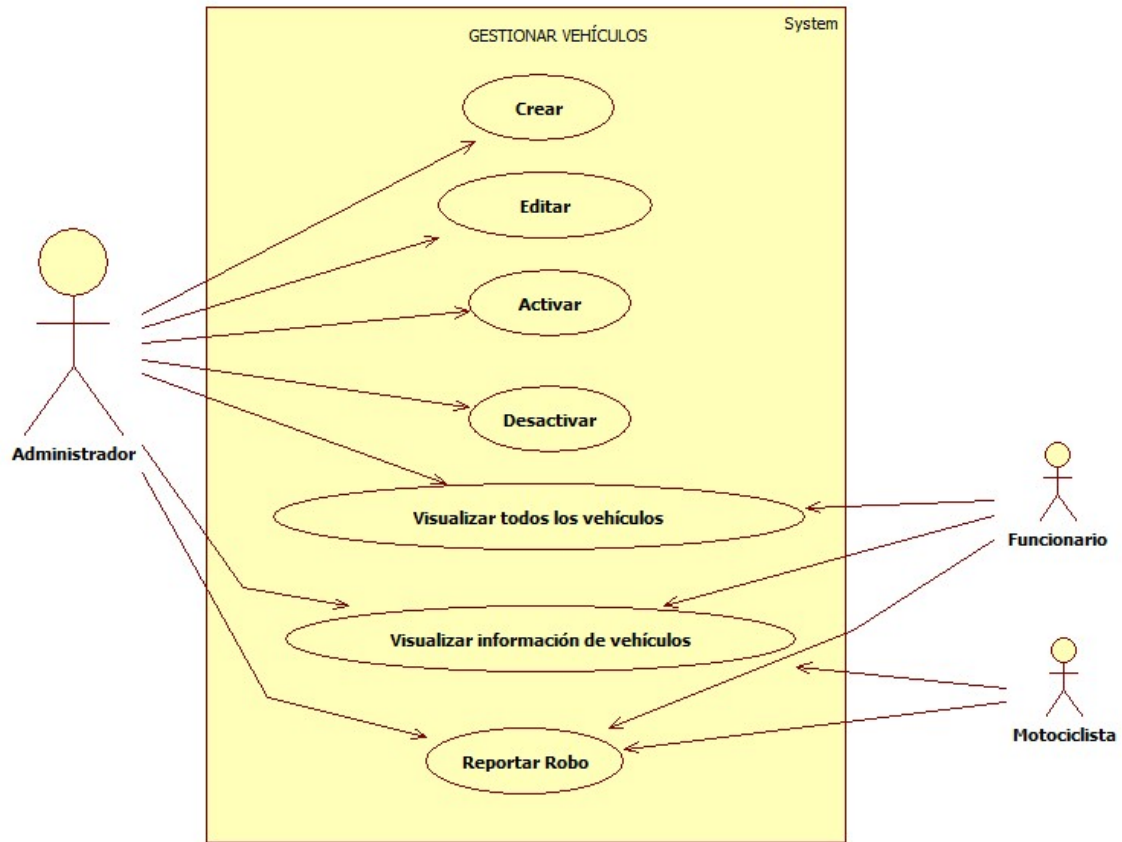 System
GESTIONAR VEHÍCULOS
Crear
Editar
Activar
Desactivar
Administrador
Visualizar todos los vehículos
Funcionario
Visualizar información de vehículos
Motociclista
Reportar Robo